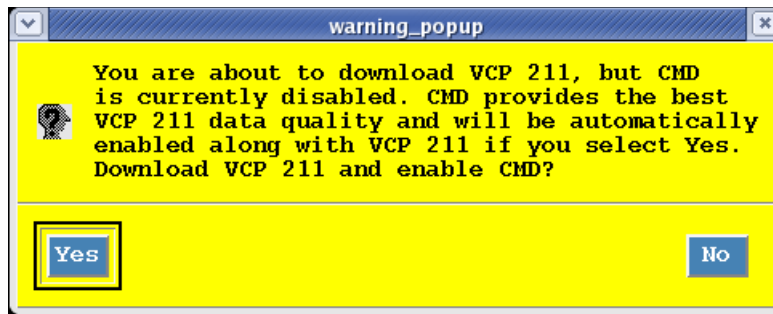 warning_popup
You are about to download VCP 211, but CMD
is currently disabled. CMD provides the best
VCP 211 data quality and will be automatically
enabled along with VCP 211 if you select Yes.
Download VCP 211 and enable CMD?
Yes
No